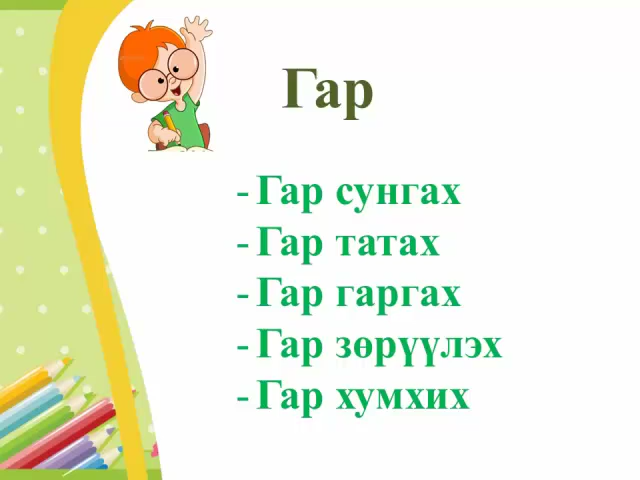 Гар
- Гар сунгах
- Гар татах
- Гар гаргах
- Гар зөрүүлэх
- Гар хумхих